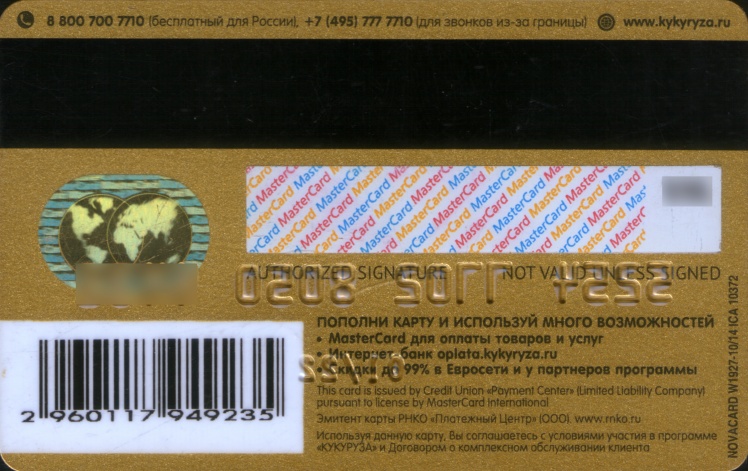 8 800 700 7710 (бесплатный для России), +7 (495) 777 7710 (для звонков из-за границы) www.kykyryza.ru
AUTHORIZED SIGNATURE NOT VALID UNLESS SIGNED
ПОПОЛНИ КАРТУ И ИСПОЛЬЗУЙ МНОГО ВОЗМОЖНОСТЕЙ
• MasterCard для оплаты товаров и услуг
• Интернет-банк oplata.kykyryza.ru
• Скидки до 99% в Евросети и у партнеров программы
This card is issued by Credit Union «Payment Center» (Limited Liability Company)
pursuant to license by MasterCard International
Эмитент карты РНКО «Платежный Центр» (ООО). www.rnko.ru
Используя данную карту, Вы соглашаетесь с условиями участия в программе
«КУКУРУЗА» и Договором о комплексном обслуживании клиента
2 960117 949235
NOVACARD W1927-10/14 ICA 10372